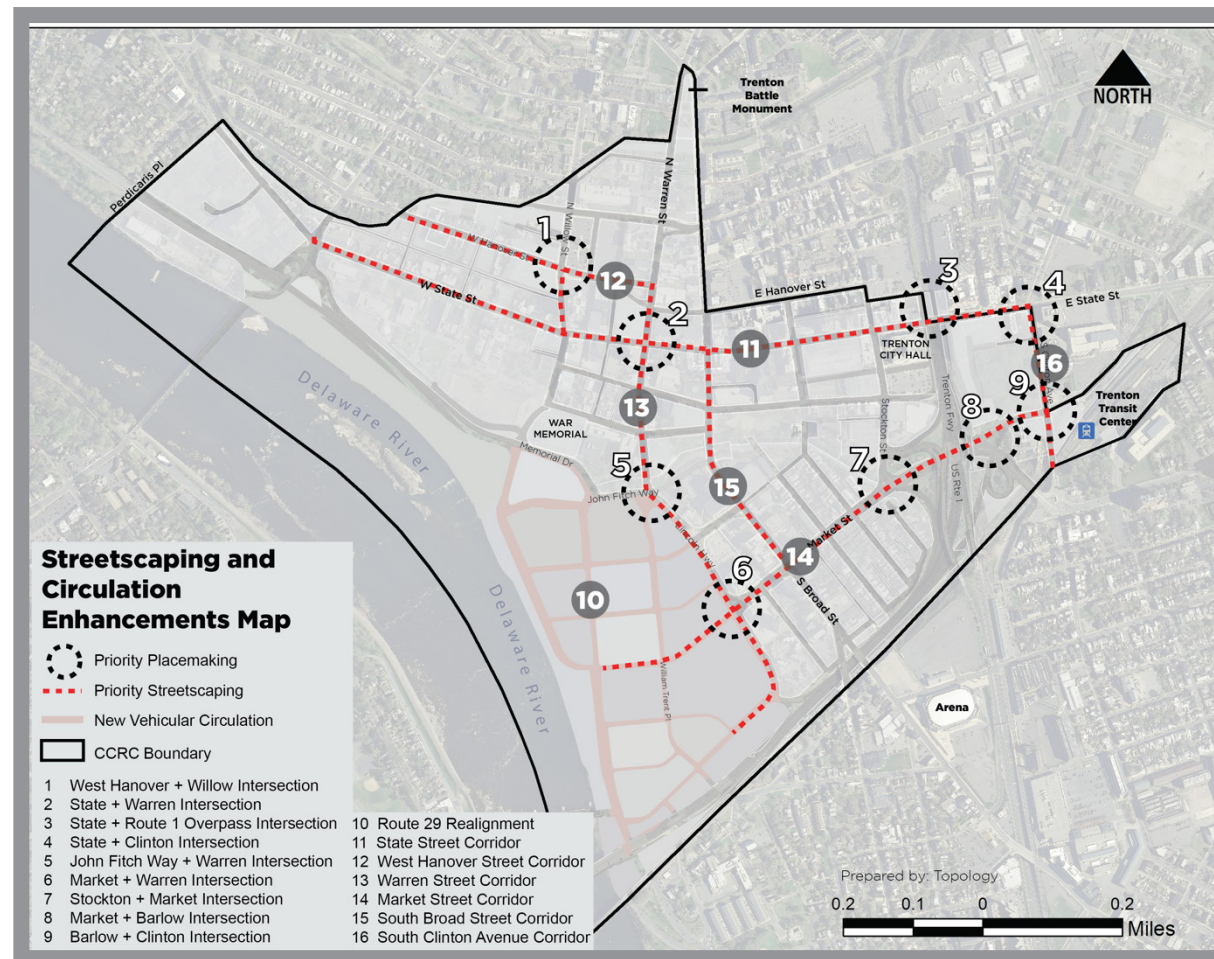 Trenton
Battle
Monument
NORTH
Perdicaris Pl
N Warren St
N Willow St
1
W Hanover St
12
W State St
2
E Hanover St
3
4
E State St
11
TRENTON
CITY HALL
16
Trenton Fwy
9
Trenton
Transit
Center
8
13
Stockton St
WAR
MEMORIAL
Memorial Dr
Delaware River
5
John Fitch Way
7
15
US Rte 1
Market St
14
Lincoln Hwy
6
S Broad St
10
Delaware River
William Trent Pl
Arena
Streetscaping and
Circulation
Enhancements Map
Priority Placemaking
Priority Streetscaping
New Vehicular Circulation
CCRC Boundary
1 West Hanover + Willow Intersection
2 State + Warren Intersection
3 State + Route 1 Overpass Intersection
4 State + Clinton Intersection
5 John Fitch Way + Warren Intersection
6 Market + Warren Intersection
7 Stockton + Market Intersection
8 Market + Barlow Intersection
9 Barlow + Clinton Intersection
10 Route 29 Realignment
11 State Street Corridor
12 West Hanover Street Corridor
13 Warren Street Corridor
14 Market Street Corridor
15 South Broad Street Corridor
16 South Clinton Avenue Corridor
Prepared by: Topology
0.2 0.1 0 0.2
Miles